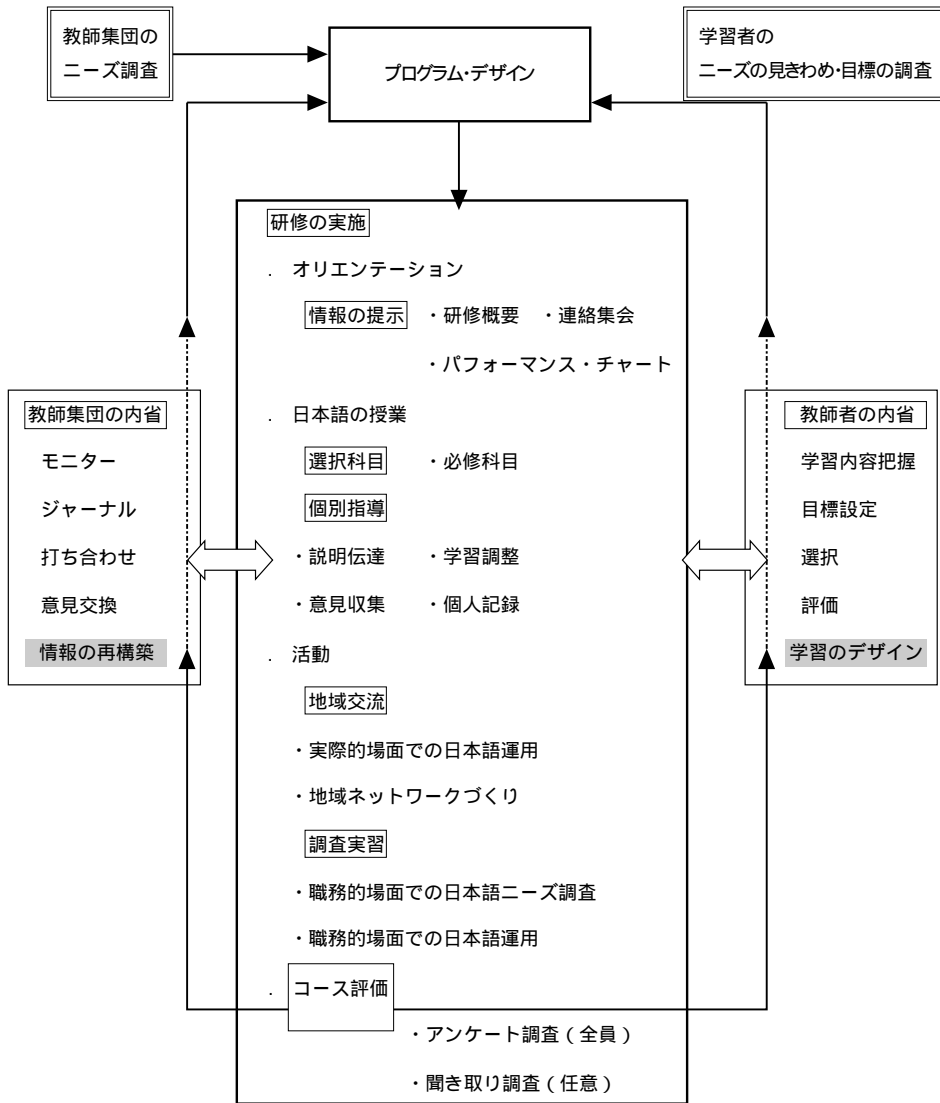 教師集団の
ニーズ調査
プログラム・デザイン
学習者の
ニーズの見きわめ・目標の調査
研修の実施
. オリエンテーション
情報の提示 ・研修概要 ・連絡集会
・パフォーマンス・チャート
. 日本語の授業
選択科目 ・必修科目
個別指導
・説明伝達 ・学習調整
・意見収集 ・個人記録
. 活動
地域交流
・実際的場面での日本語運用
・地域ネットワークづくり
調査実習
・職務的場面での日本語ニーズ調査
・職務的場面での日本語運用
. コース評価
・アンケート調査（全員）
・聞き取り調査（任意）
教師集団の内省
モニター
ジャーナル
打ち合わせ
意見交換
情報の再構築
教師者の内省
学習内容把握
目標設定
選択
評価
学習のデザイン